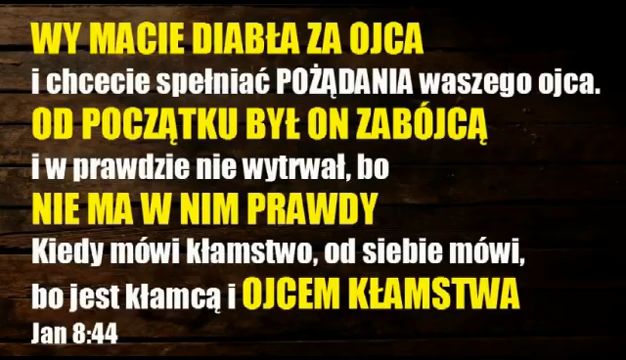 WY MACIE DIABŁA ZA OJCA
i chcecie spełniać POŻĄDANIA waszego ojca.
OD POCZĄTKU BYŁ ON ZABÓJCĄ
i w prawdzie nie wytrwał, bo
NIE MA W NIM PRAWDY
Kiedy mówi kłamstwo, od siebie mówi,
bo jest kłamcą i OJCEM KŁAMSTWA
Jan 8:44